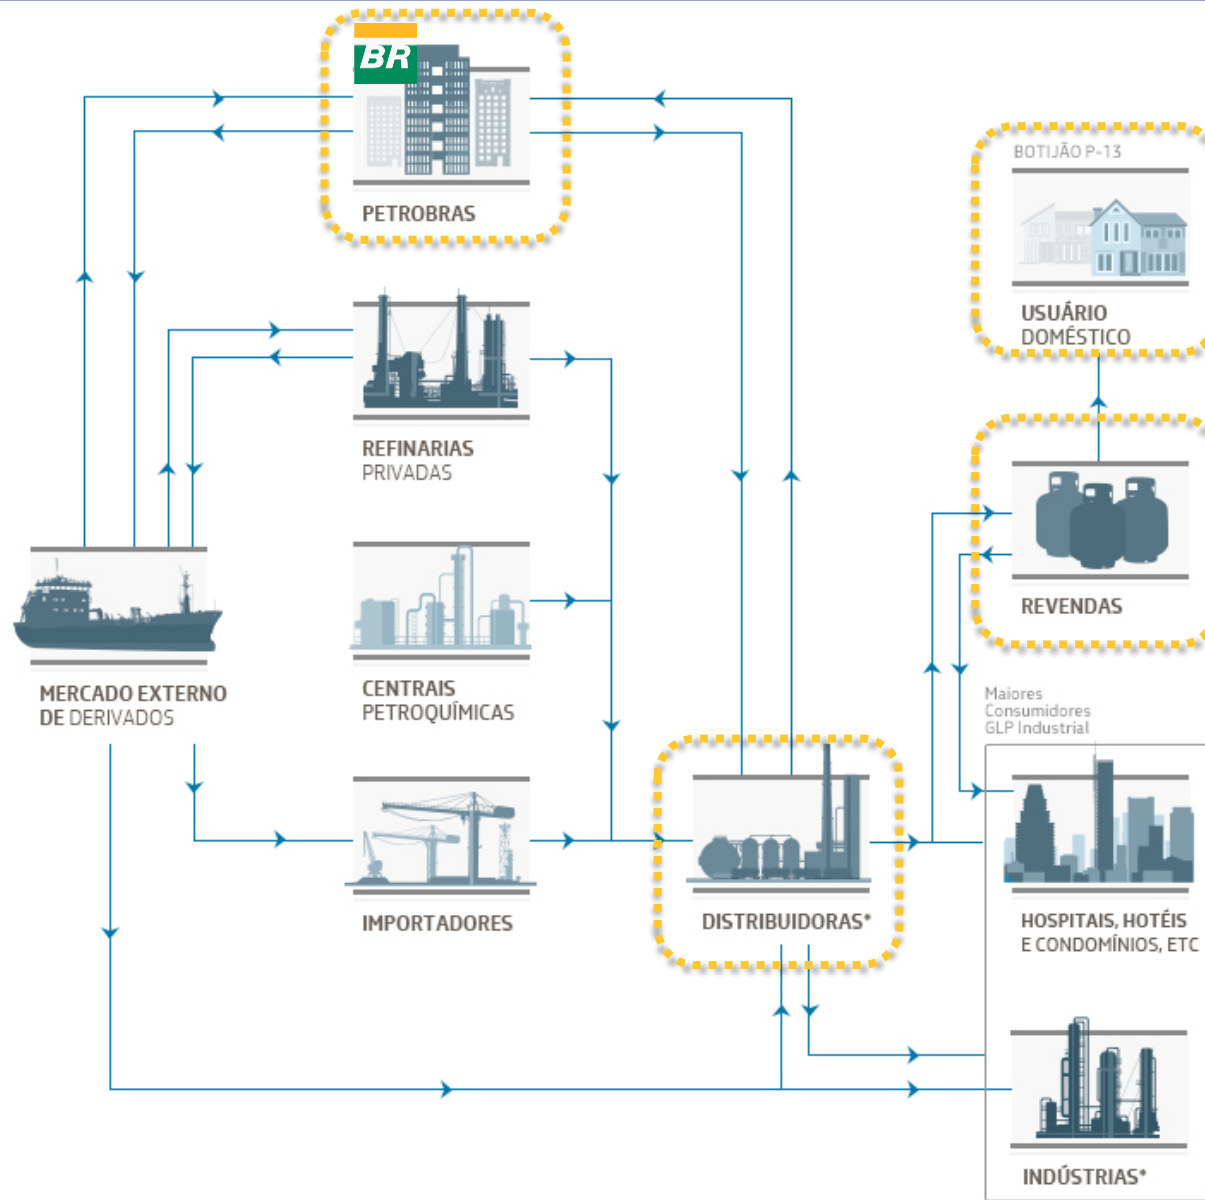 BR
PETROBRAS
BOTIJÃO P-13
USUÁRIO
DOMÉSTICO
REFINARIAS
PRIVADAS
REVENDAS
MERCADO EXTERNO
DE DERIVADOS
CENTRAIS
PETROQUÍMICAS
Maiores
Consumidores
GLP Industrial
IMPORTADORES
DISTRIBUIDORAS*
HOSPITAIS, HOTÉIS
E CONDOMÍNIOS, ETC
INDÚSTRIAS*